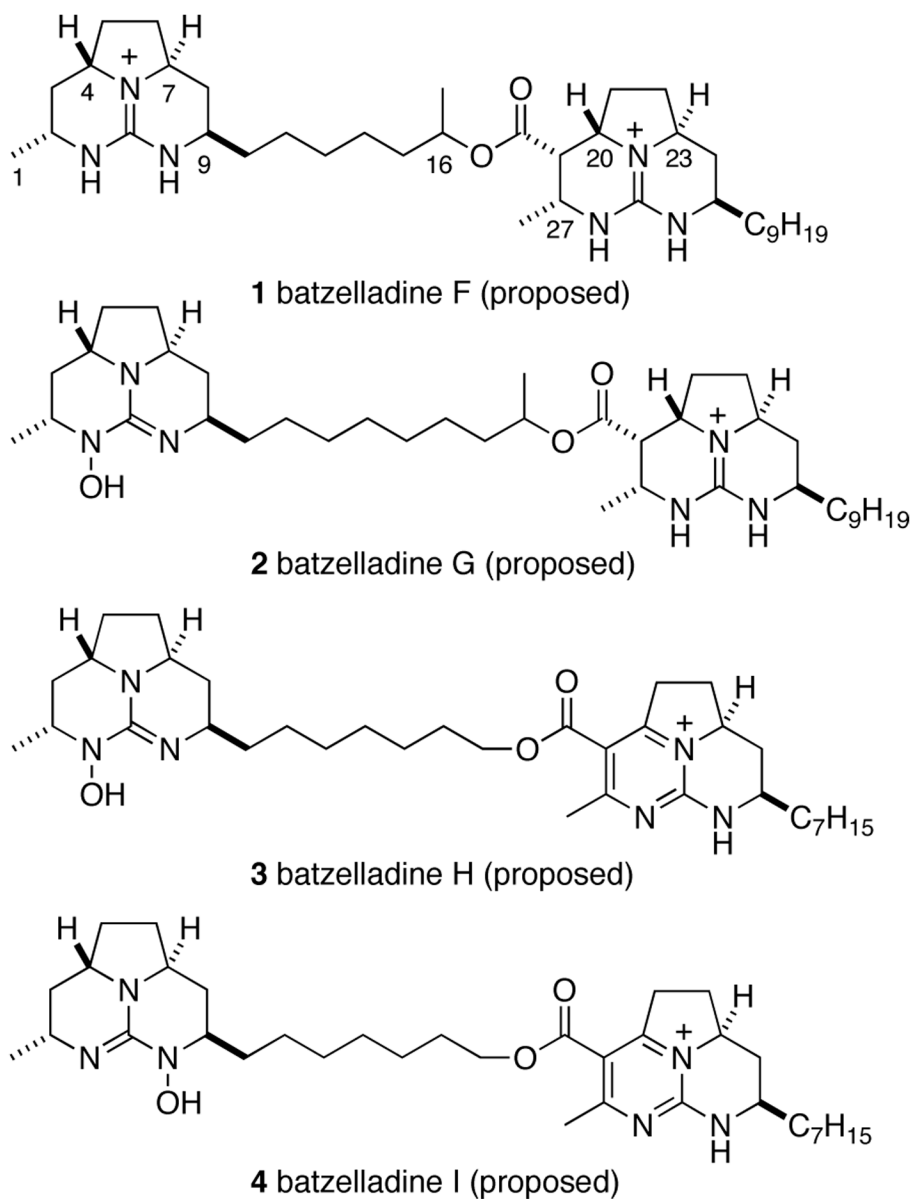 H H
+
4 7
N
O
N N
1 H H 9
16 O
H H
+
20 N 23
27 N N
H H C9H19
1 batzelladine F (proposed)
H H
N
O
N N
OH
O
H H
+
N
N N
H H C9H19
2 batzelladine G (proposed)
H H
N
O
N N
OH
O
H
+
N
N N
H C7H15
3 batzelladine H (proposed)
H H
N
O
N N
OH
O
H
+
N
N N
H C7H15
4 batzelladine I (proposed)